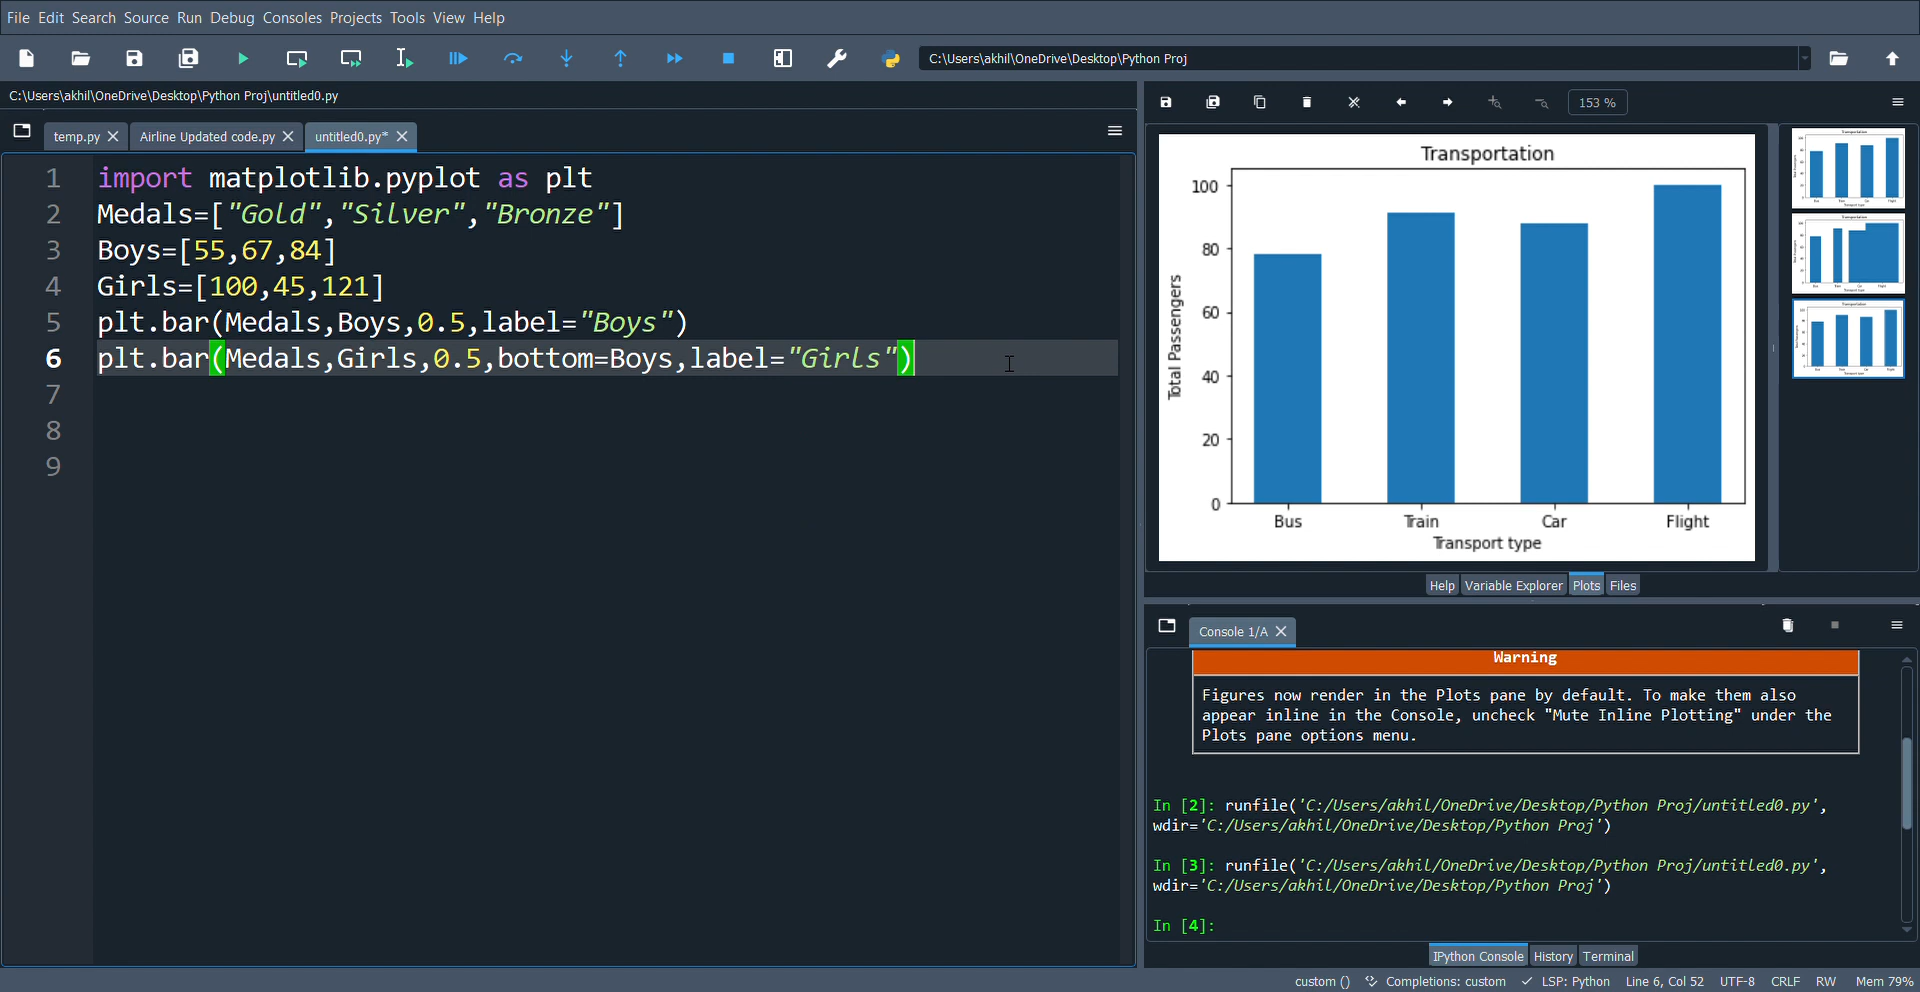 File Edit Search Source Run Debug Consoles Projects Tools View Help
C:\Users\akhil\OneDrive\Desktop\Python Proj
C:\Users\akhil\OneDrive\Desktop\Python Proj\untitled0.py
temp.py
Airline Updated code.py
untitled0.py*
1 import matplotlib.pyplot as plt
2 Medals=["Gold","Silver","Bronze"]
3 Boys=[55,67,84]
4 Girls=[100,45,121]
5 plt.bar(Medals,Boys,0.5,label="Boys")
6 plt.bar(Medals,Girls,0.5,bottom=Boys,label="Girls")
7
8
9
153 %
Transportation
100
80
60
40
20
0
Total Passengers
Bus Train Car Flight
Transport type
Help Variable Explorer Plots Files
Console 1/A
Warning
Figures now render in the Plots pane by default. To make them also
appear inline in the Console, uncheck "Mute Inline Plotting" under the
Plots pane options menu.
In [2]: runfile('C:/Users/akhil/OneDrive/Desktop/Python Proj/untitled0.py',
wdir='C:/Users/akhil/OneDrive/Desktop/Python Proj')
In [3]: runfile('C:/Users/akhil/OneDrive/Desktop/Python Proj/untitled0.py',
wdir='C:/Users/akhil/OneDrive/Desktop/Python Proj')
In [4]:
IPython Console History Terminal
custom () Completions: custom LSP: Python Line 6, Col 52 UTF-8 CRLF RW Mem 79%